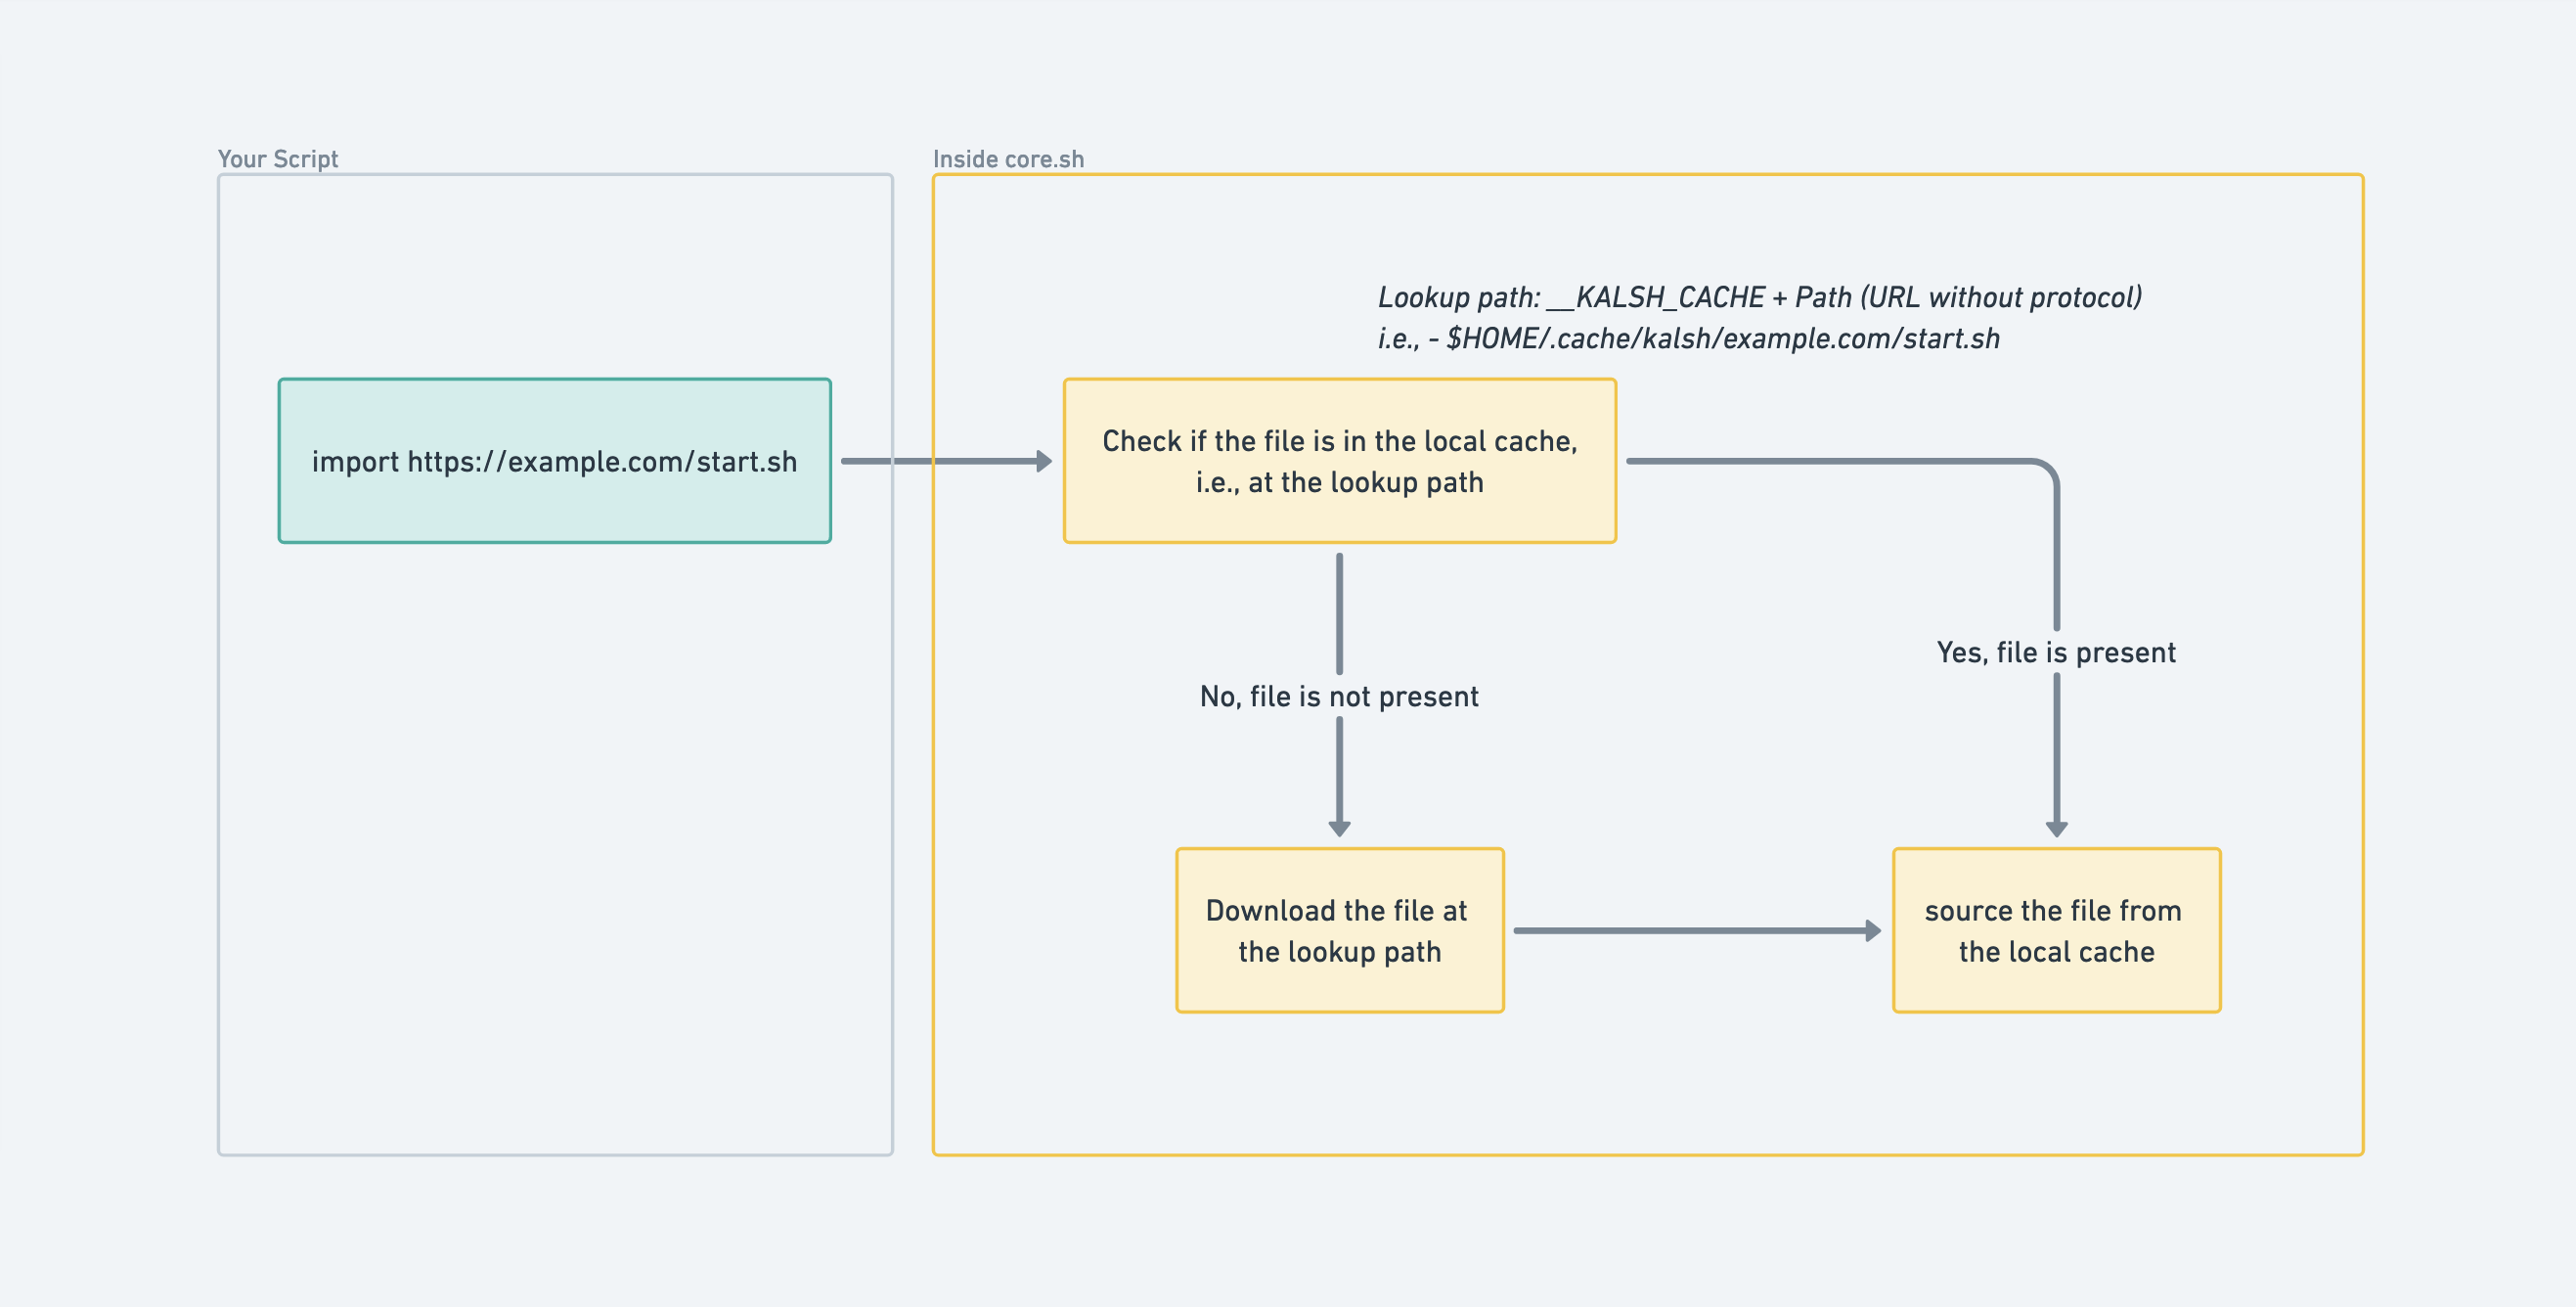 Your Script
Inside core.sh
Lookup path: __KALSH_CACHE + Path (URL without protocol)
i.e., - $HOME/.cache/kalsh/example.com/start.sh
import https://example.com/start.sh
Check if the file is in the local cache,
i.e., at the lookup path
Yes, file is present
No, file is not present
Download the file at
the lookup path
source the file from
the local cache